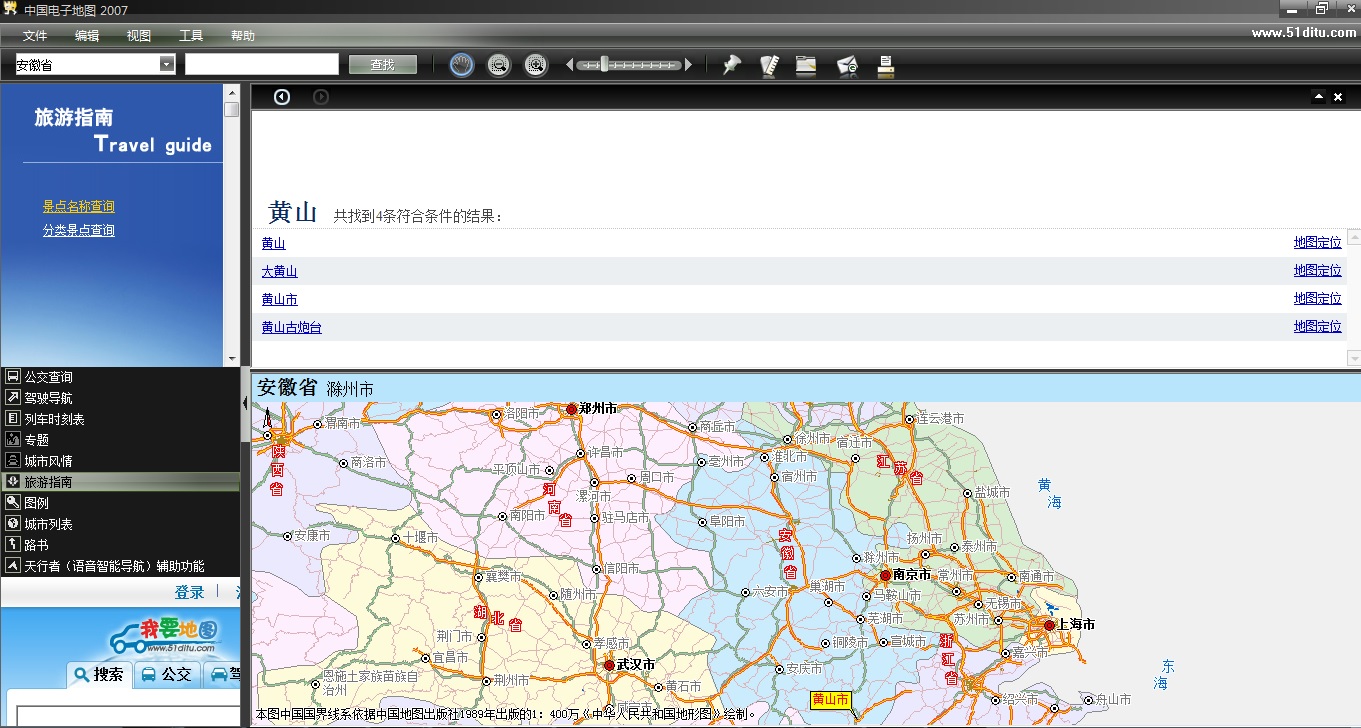 中国电子地图 2007
文件 编辑 视图 工具 帮助
www.51ditu.com
安徽省 查找
旅游指南
Travel guide
景点名称查询
分类景点查询
黄山 共找到4条符合条件的结果：
黄山 地图定位
大黄山 地图定位
黄山市 地图定位
黄山古炮台 地图定位
公交查询
驾驶导航
列车时刻表
专题
城市风情
旅游指南
图例
城市列表
路书
天行者（语音智能导航）辅助功能
登录
我要地图
www.51ditu.com
搜索 公交 驾
安徽省 滁州市
渭南市
洛阳市
郑州市
商丘市
徐州市
宿迁市
连云港市
陕西省
商洛市
平顶山市
许昌市
周口市
亳州市
淮北市
宿州市
江苏省
黄海
盐城市
河南省
漯河市
南阳市
驻马店市
阜阳市
安徽省
安康市
十堰市
滁州市
扬州市
泰州市
襄樊市
信阳市
南京市
常州市
南通市
随州市
六安市
巢湖市
马鞍山市
无锡市
湖北省
芜湖市
苏州市
上海市
荆门市
孝感市
铜陵市
宣城市
浙江省
嘉兴市
宜昌市
武汉市
安庆市
东海
恩施土家族苗族自治州
荆州市
黄石市
黄山市
绍兴市
舟山市
咸宁市
本图中国国界线系依据中国地图出版社1989年出版的1：400万《中华人民共和国地形图》绘制。